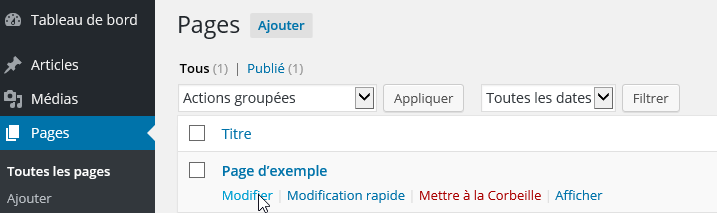 Tableau de bord
Articles
Médias
Pages
Toutes les pages
Ajouter
Pages Ajouter
Tous (1) | Publié (1)
Actions groupées Appliquer Toutes les dates Filtrer
Titre
Page d’exemple
Modifier | Modification rapide | Mettre à la Corbeille | Afficher